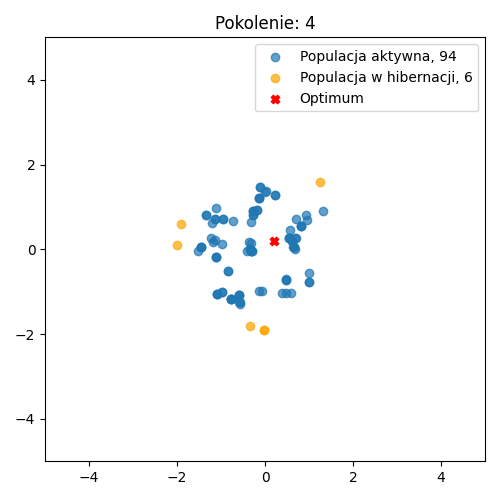 Pokolenie: 4
Populacja aktywna, 94
Populacja w hibernacji, 6
Optimum
4
2
0
−2
−4
−4 −2 0 2 4